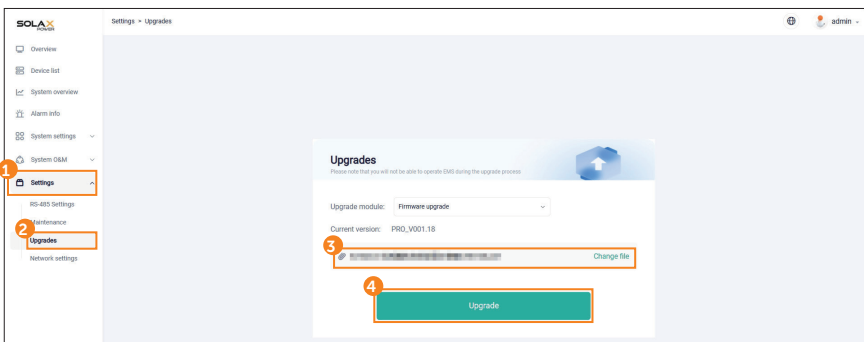 SOLAX
POWER
Settings > Upgrades
admin
Overview
Device list
System overview
Alarm info
System settings
System O&M
1
Settings
RS-485 Settings
Maintenance
2
Upgrades
Network settings
Upgrades
Please note that you will not be able to operate EMS during the upgrade process
Upgrade module: Firmware upgrade
Current version: PRO_V001.18
3
Change file
4
Upgrade